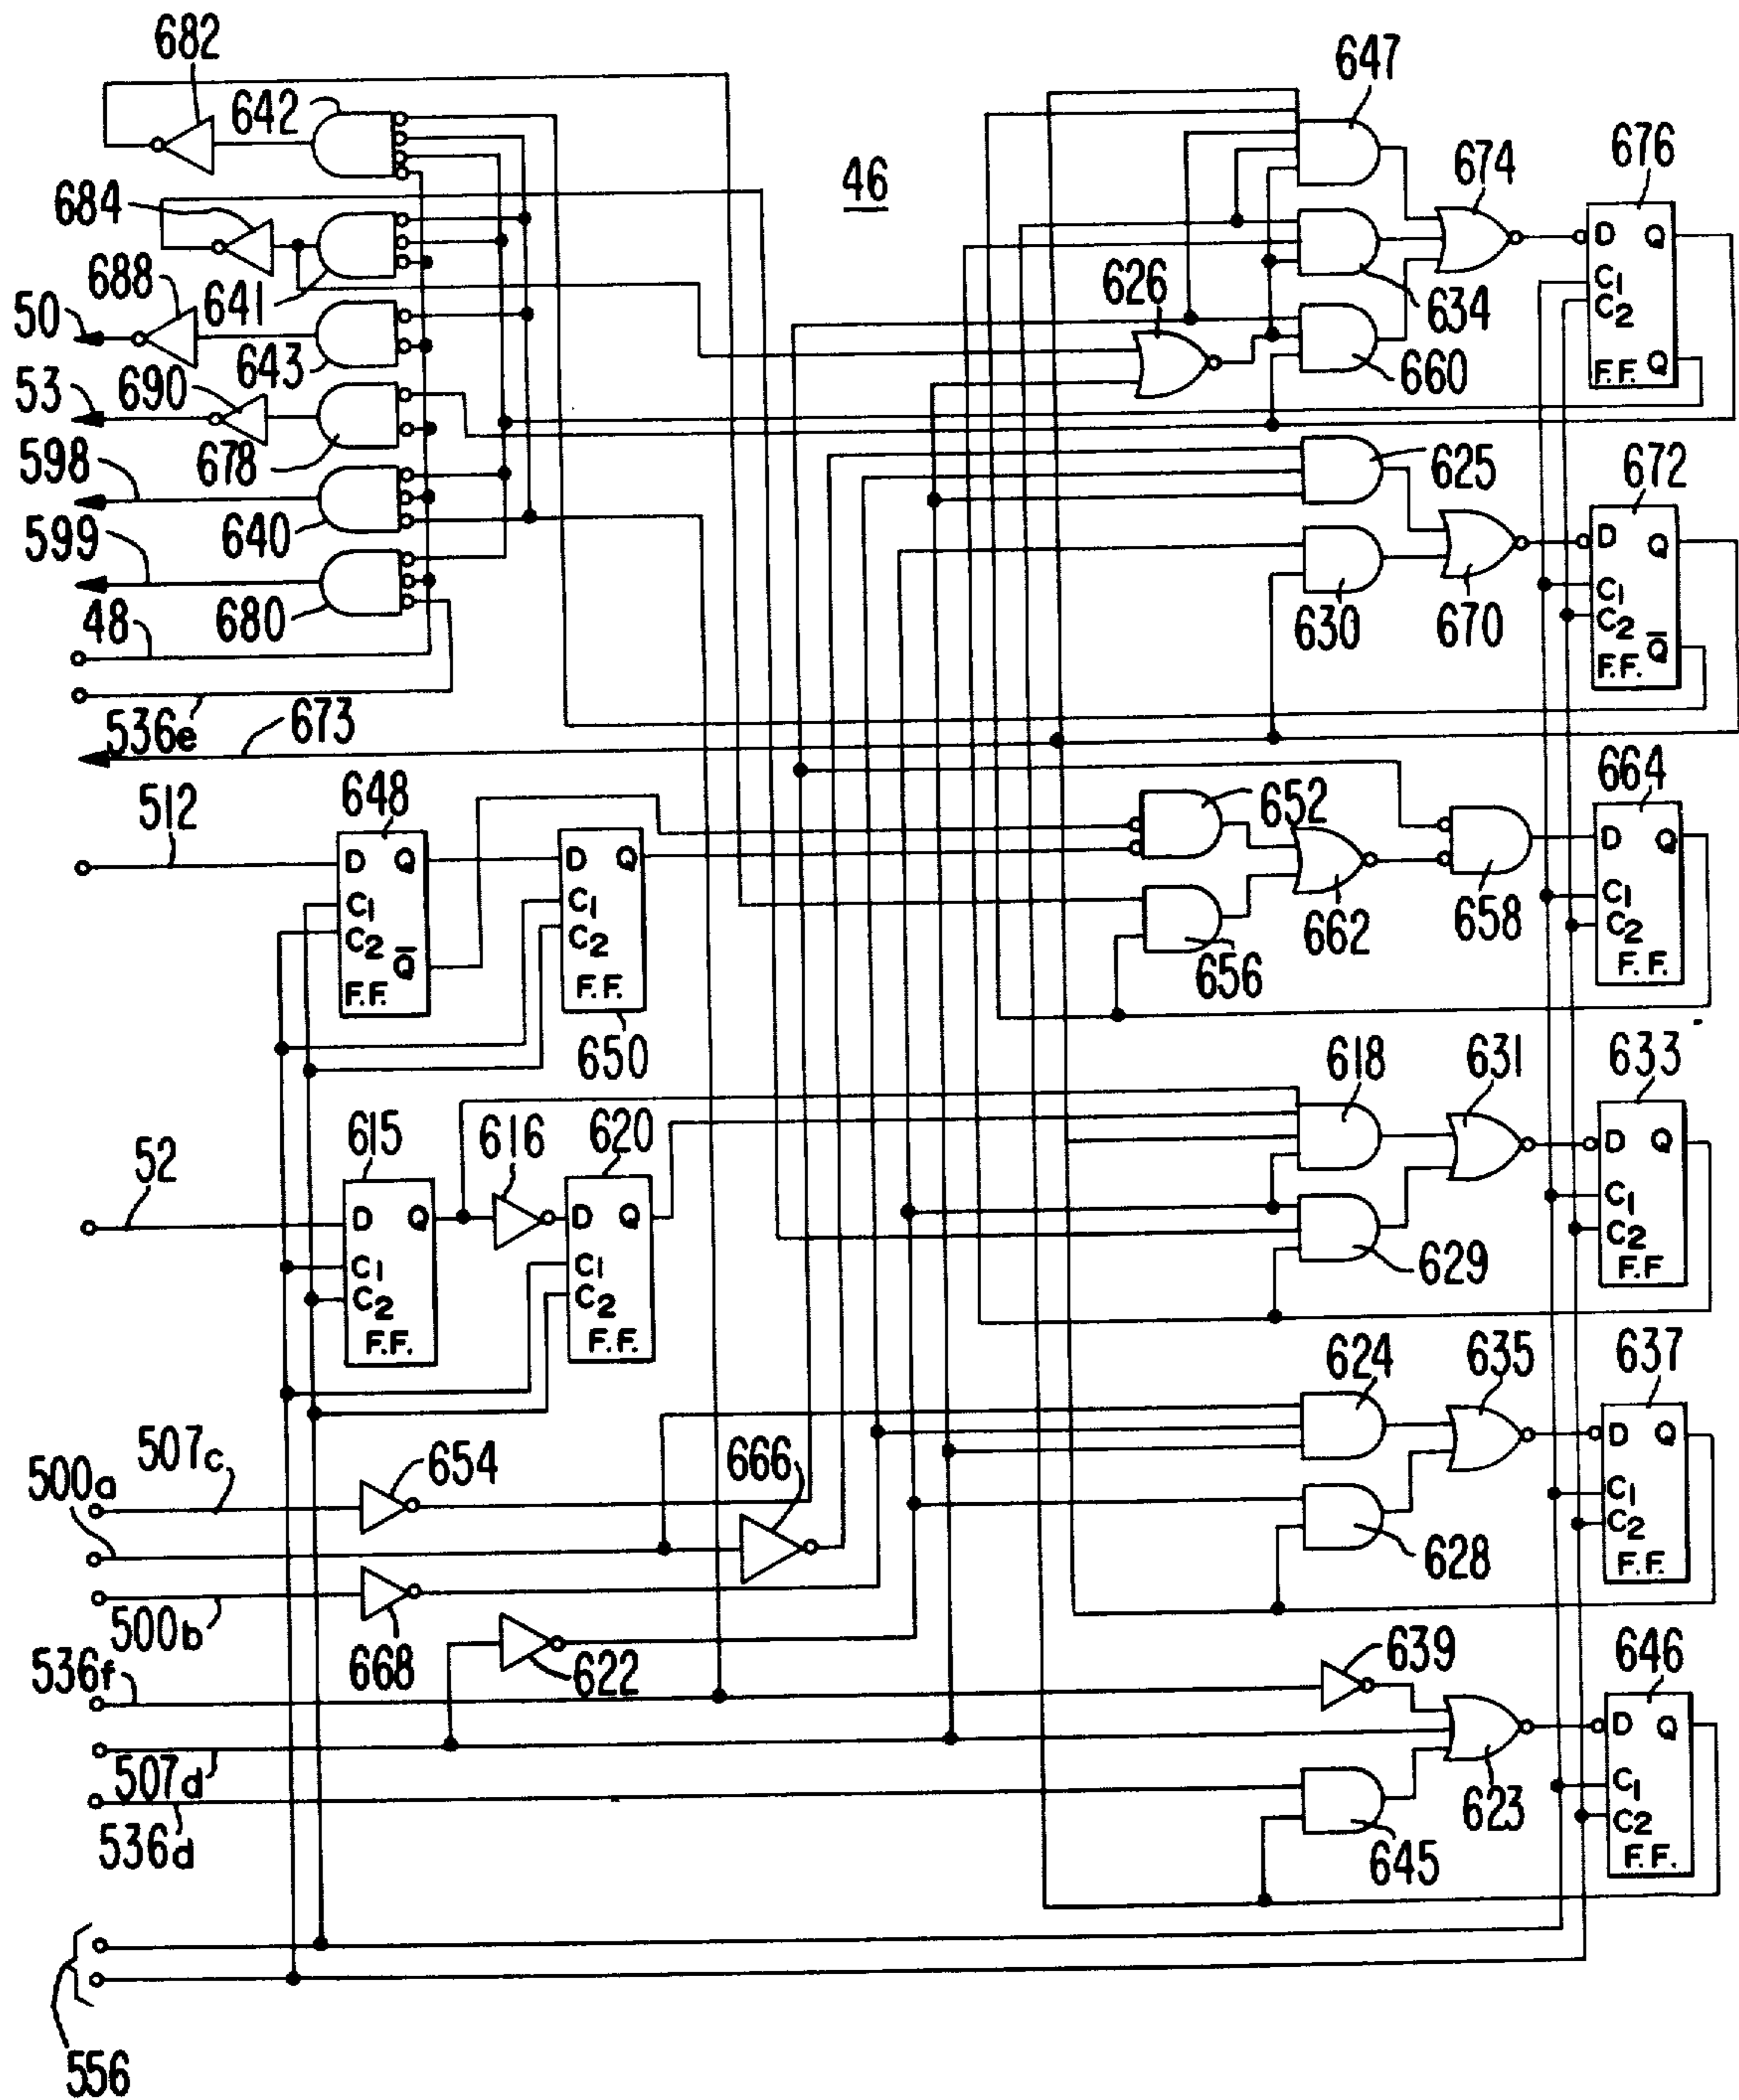 682
642
647
46
674
676
684
D Q
C1
C2
Q
F.F.
688
641
626
634
50
643
660
53
690
678
625
672
598
640
D Q
C1
C2
Q̅
F.F.
599
680
630
670
48
536e
673
664
512
648
652
D Q
C1
C2
Q̅
F.F.
D Q
C1
C2
F.F.
D Q
C1
C2
F.F.
662
658
656
650
618
631
633
615
616
620
52
D Q
C1
C2
F.F.
D Q
C1
C2
F.F.
D Q
C1
C2
F.F
629
624
635
637
507c
654
666
500a
D Q
C1
C2
F.F.
628
500b
668
622
639
646
536f
D Q
C1
C2
F.F.
507d
623
536d
645
556